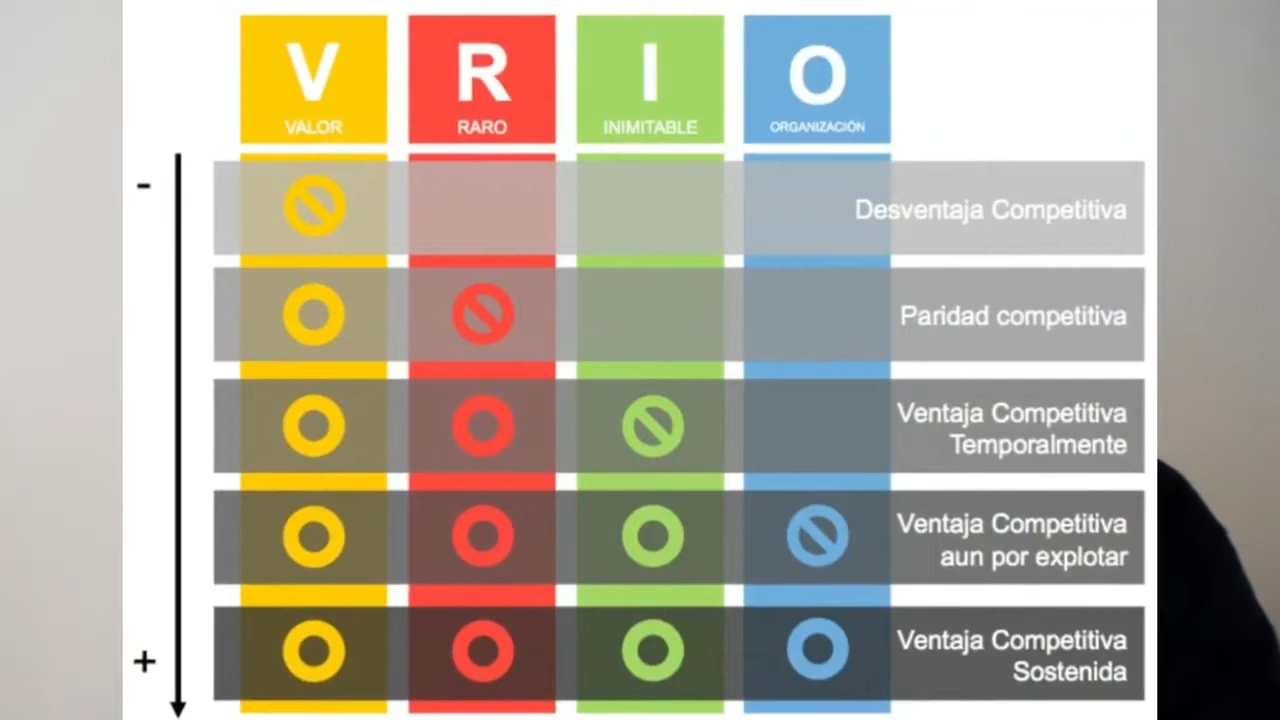 V R I O
VALOR RARO INIMITABLE ORGANIZACIÓN
-
Desventaja Competitiva
Paridad competitiva
Ventaja Competitiva
Temporalmente
Ventaja Competitiva
aun por explotar
+
Ventaja Competitiva
Sostenida